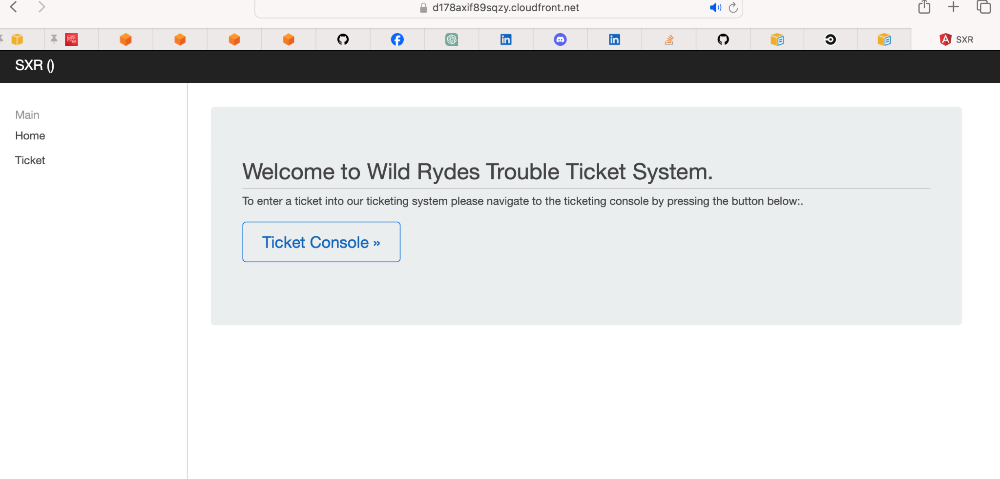 d178axif89sqzy.cloudfront.net
SXR
SXR ()
Main
Home
Ticket
Welcome to Wild Rydes Trouble Ticket System.
To enter a ticket into our ticketing system please navigate to the ticketing console by pressing the button below:.
Ticket Console »